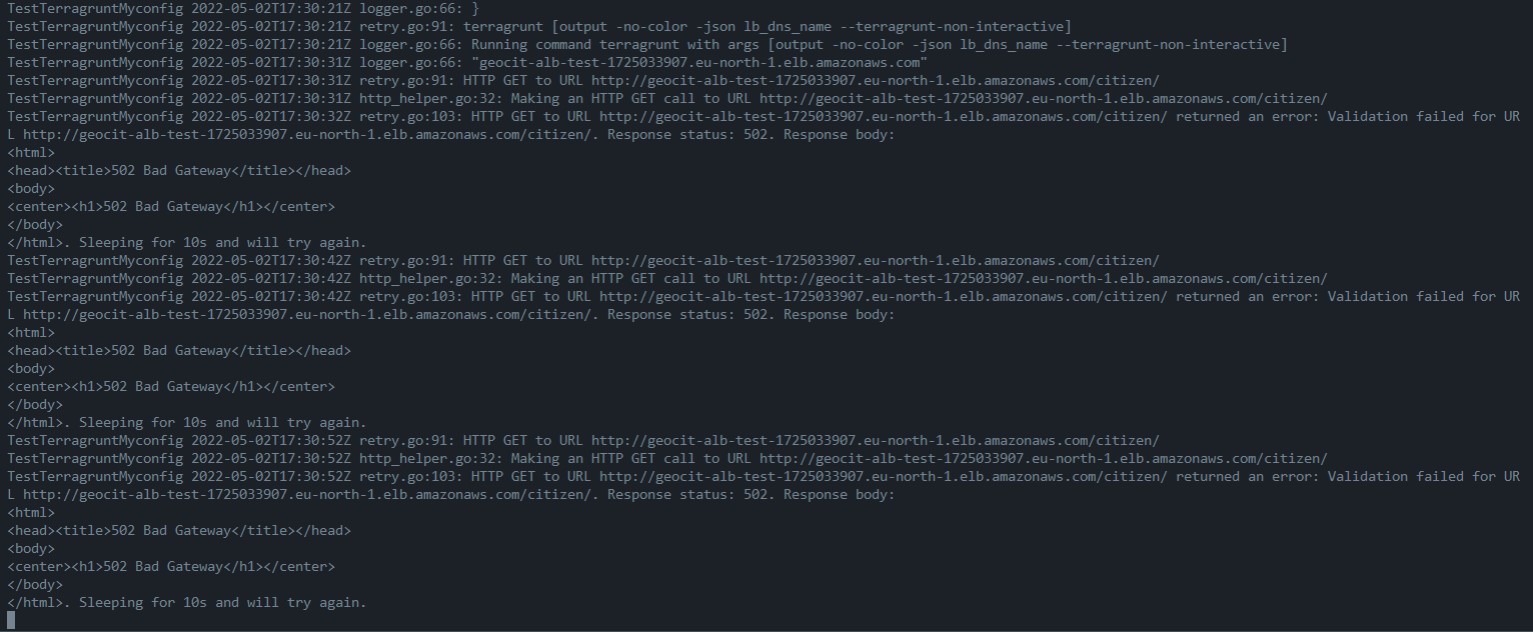 TestTerragruntMyconfig 2022-05-02T17:30:21Z logger.go:66: }
TestTerragruntMyconfig 2022-05-02T17:30:21Z retry.go:91: terragrunt [output -no-color -json lb_dns_name --terragrunt-non-interactive]
TestTerragruntMyconfig 2022-05-02T17:30:21Z logger.go:66: Running command terragrunt with args [output -no-color -json lb_dns_name --terragrunt-non-interactive]
TestTerragruntMyconfig 2022-05-02T17:30:31Z logger.go:66: "geocit-alb-test-1725033907.eu-north-1.elb.amazonaws.com"
TestTerragruntMyconfig 2022-05-02T17:30:31Z retry.go:91: HTTP GET to URL http://geocit-alb-test-1725033907.eu-north-1.elb.amazonaws.com/citizen/
TestTerragruntMyconfig 2022-05-02T17:30:31Z http_helper.go:32: Making an HTTP GET call to URL http://geocit-alb-test-1725033907.eu-north-1.elb.amazonaws.com/citizen/
TestTerragruntMyconfig 2022-05-02T17:30:32Z retry.go:103: HTTP GET to URL http://geocit-alb-test-1725033907.eu-north-1.elb.amazonaws.com/citizen/ returned an error: Validation failed for UR
L http://geocit-alb-test-1725033907.eu-north-1.elb.amazonaws.com/citizen/. Response status: 502. Response body:
<html>
<head><title>502 Bad Gateway</title></head>
<body>
<center><h1>502 Bad Gateway</h1></center>
</body>
</html>. Sleeping for 10s and will try again.
TestTerragruntMyconfig 2022-05-02T17:30:42Z retry.go:91: HTTP GET to URL http://geocit-alb-test-1725033907.eu-north-1.elb.amazonaws.com/citizen/
TestTerragruntMyconfig 2022-05-02T17:30:42Z http_helper.go:32: Making an HTTP GET call to URL http://geocit-alb-test-1725033907.eu-north-1.elb.amazonaws.com/citizen/
TestTerragruntMyconfig 2022-05-02T17:30:42Z retry.go:103: HTTP GET to URL http://geocit-alb-test-1725033907.eu-north-1.elb.amazonaws.com/citizen/ returned an error: Validation failed for UR
L http://geocit-alb-test-1725033907.eu-north-1.elb.amazonaws.com/citizen/. Response status: 502. Response body:
<html>
<head><title>502 Bad Gateway</title></head>
<body>
<center><h1>502 Bad Gateway</h1></center>
</body>
</html>. Sleeping for 10s and will try again.
TestTerragruntMyconfig 2022-05-02T17:30:52Z retry.go:91: HTTP GET to URL http://geocit-alb-test-1725033907.eu-north-1.elb.amazonaws.com/citizen/
TestTerragruntMyconfig 2022-05-02T17:30:52Z http_helper.go:32: Making an HTTP GET call to URL http://geocit-alb-test-1725033907.eu-north-1.elb.amazonaws.com/citizen/
TestTerragruntMyconfig 2022-05-02T17:30:52Z retry.go:103: HTTP GET to URL http://geocit-alb-test-1725033907.eu-north-1.elb.amazonaws.com/citizen/ returned an error: Validation failed for UR
L http://geocit-alb-test-1725033907.eu-north-1.elb.amazonaws.com/citizen/. Response status: 502. Response body:
<html>
<head><title>502 Bad Gateway</title></head>
<body>
<center><h1>502 Bad Gateway</h1></center>
</body>
</html>. Sleeping for 10s and will try again.